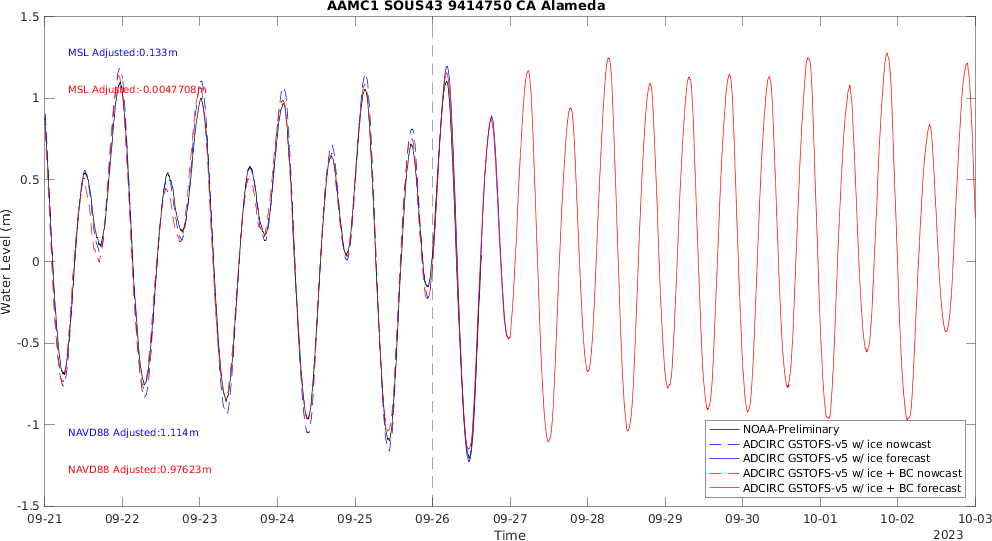 AAMC1 SOUS43 9414750 CA Alameda
1.5
1
0.5
0
-0.5
-1
-1.5
Water Level (m)
MSL Adjusted:0.133m
MSL Adjusted:-0.0047708m
NAVD88 Adjusted:1.114m
NAVD88 Adjusted:0.97623m
NOAA-Preliminary
ADCIRC GSTOFS-v5 w/ ice nowcast
ADCIRC GSTOFS-v5 w/ ice forecast
ADCIRC GSTOFS-v5 w/ ice + BC nowcast
ADCIRC GSTOFS-v5 w/ ice + BC forecast
09-21 09-22 09-23 09-24 09-25 09-26 09-27 09-28 09-29 09-30 10-01 10-02 10-03
Time
2023